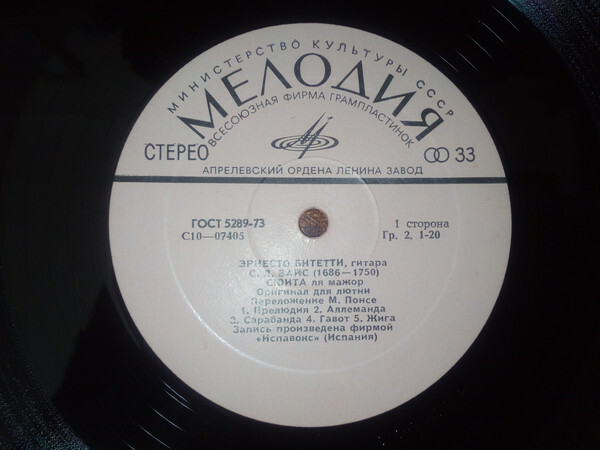 МИНИСТЕРСТВО КУЛЬТУРЫ СССР
МЕЛОДИЯ
ВСЕСОЮЗНАЯ ФИРМА ГРАМПЛАСТИНОК
СТЕРЕО
33
АПРЕЛЕВСКИЙ ОРДЕНА ЛЕНИНА ЗАВОД
ГОСТ 5289-73
С10—07405
1 сторона
Гр. 2, 1-20
ЭРНЕСТО БИТЕТТИ, гитара
С. Л. ВАЙС (1686—1750)
СЮИТА ля мажор
Оригинал для лютни
Переложение М. Понсе
1. Прелюдия 2. Аллеманда
3. Сарабанда 4. Гавот 5. Жига
Запись произведена фирмой
«Испавокс» (Испания)